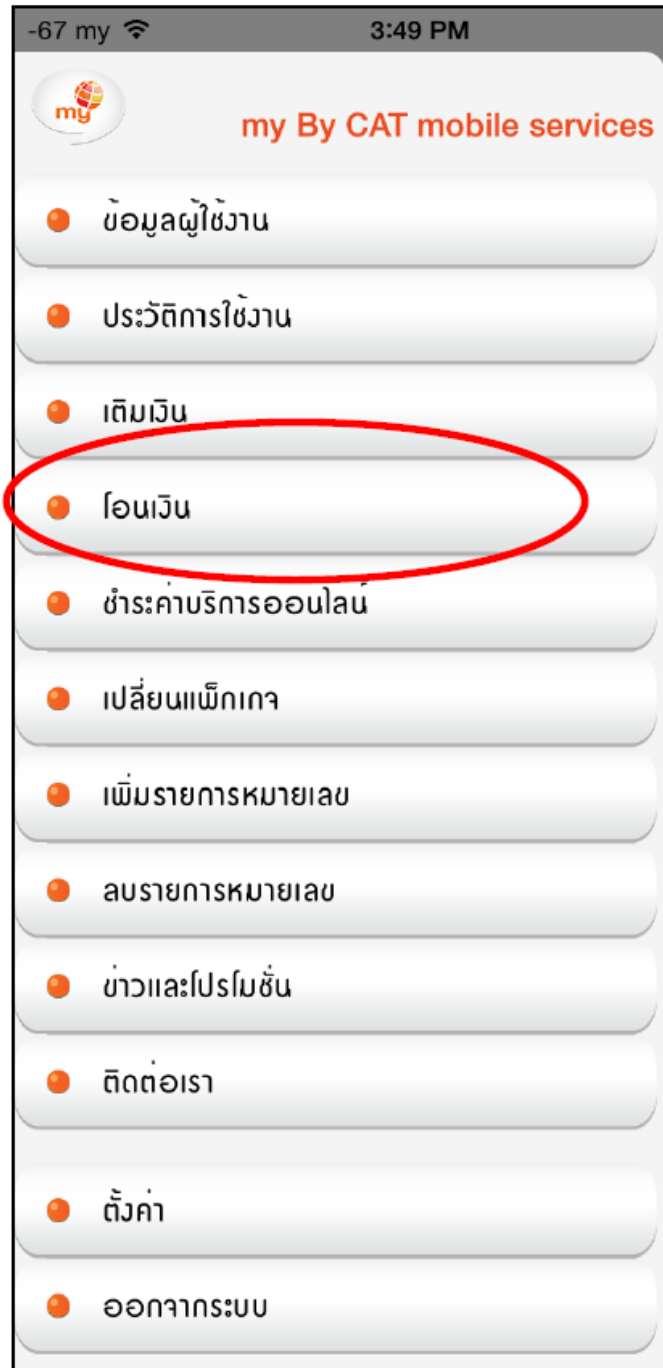 -67 my 3:49 PM
my
my By CAT mobile services
ข้อมูลผู้ใช้งาน
ประวัติการใช้งาน
เติมเงิน
โอนเงิน
ชำระค่าบริการออนไลน์
เปลี่ยนแพ็กเกจ
เพิ่มรายการหมายเลข
ลบรายการหมายเลข
ข่าวและโปรโมชั่น
ติดต่อเรา
ตั้งค่า
ออกจากระบบ